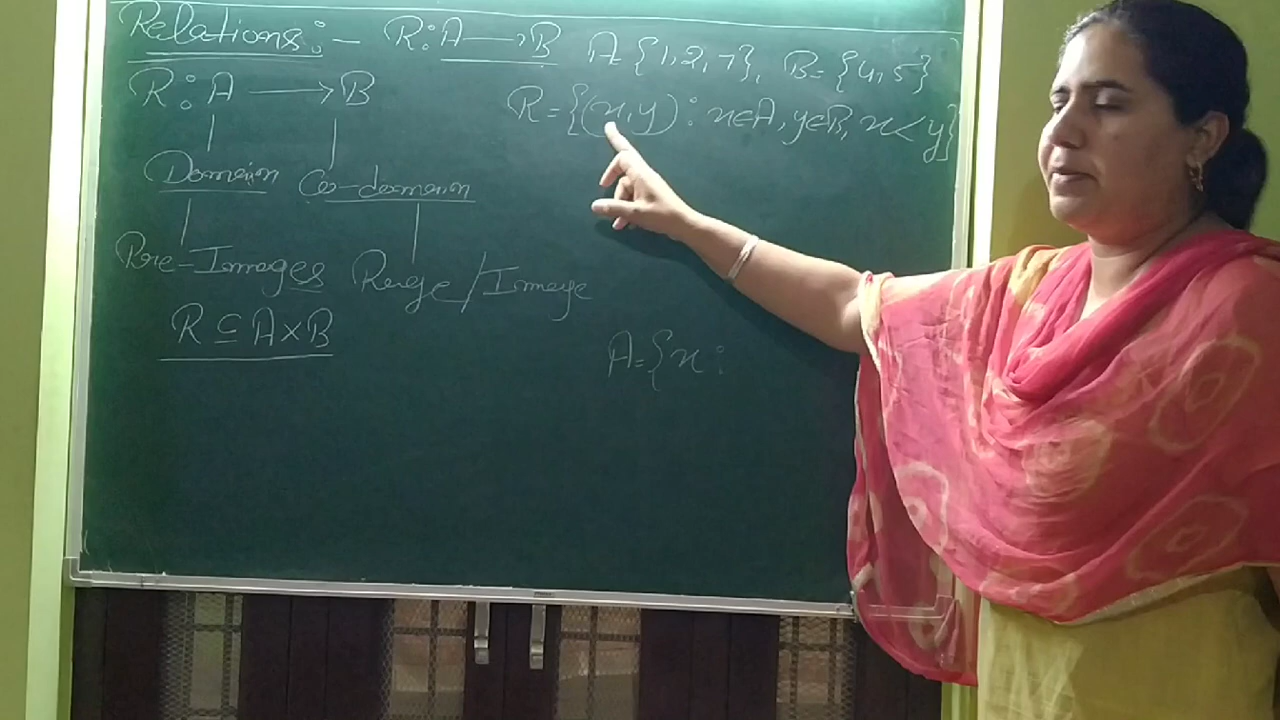 Relations:- R: A → B A = {1, 2, 7}, B = {4, 5}
R: A → B
R = {(x, y) : x ∈ A, y ∈ B, x < y}
Domain Co-domain
Pre-Images Range/Image
R ⊆ A × B
A = {x :